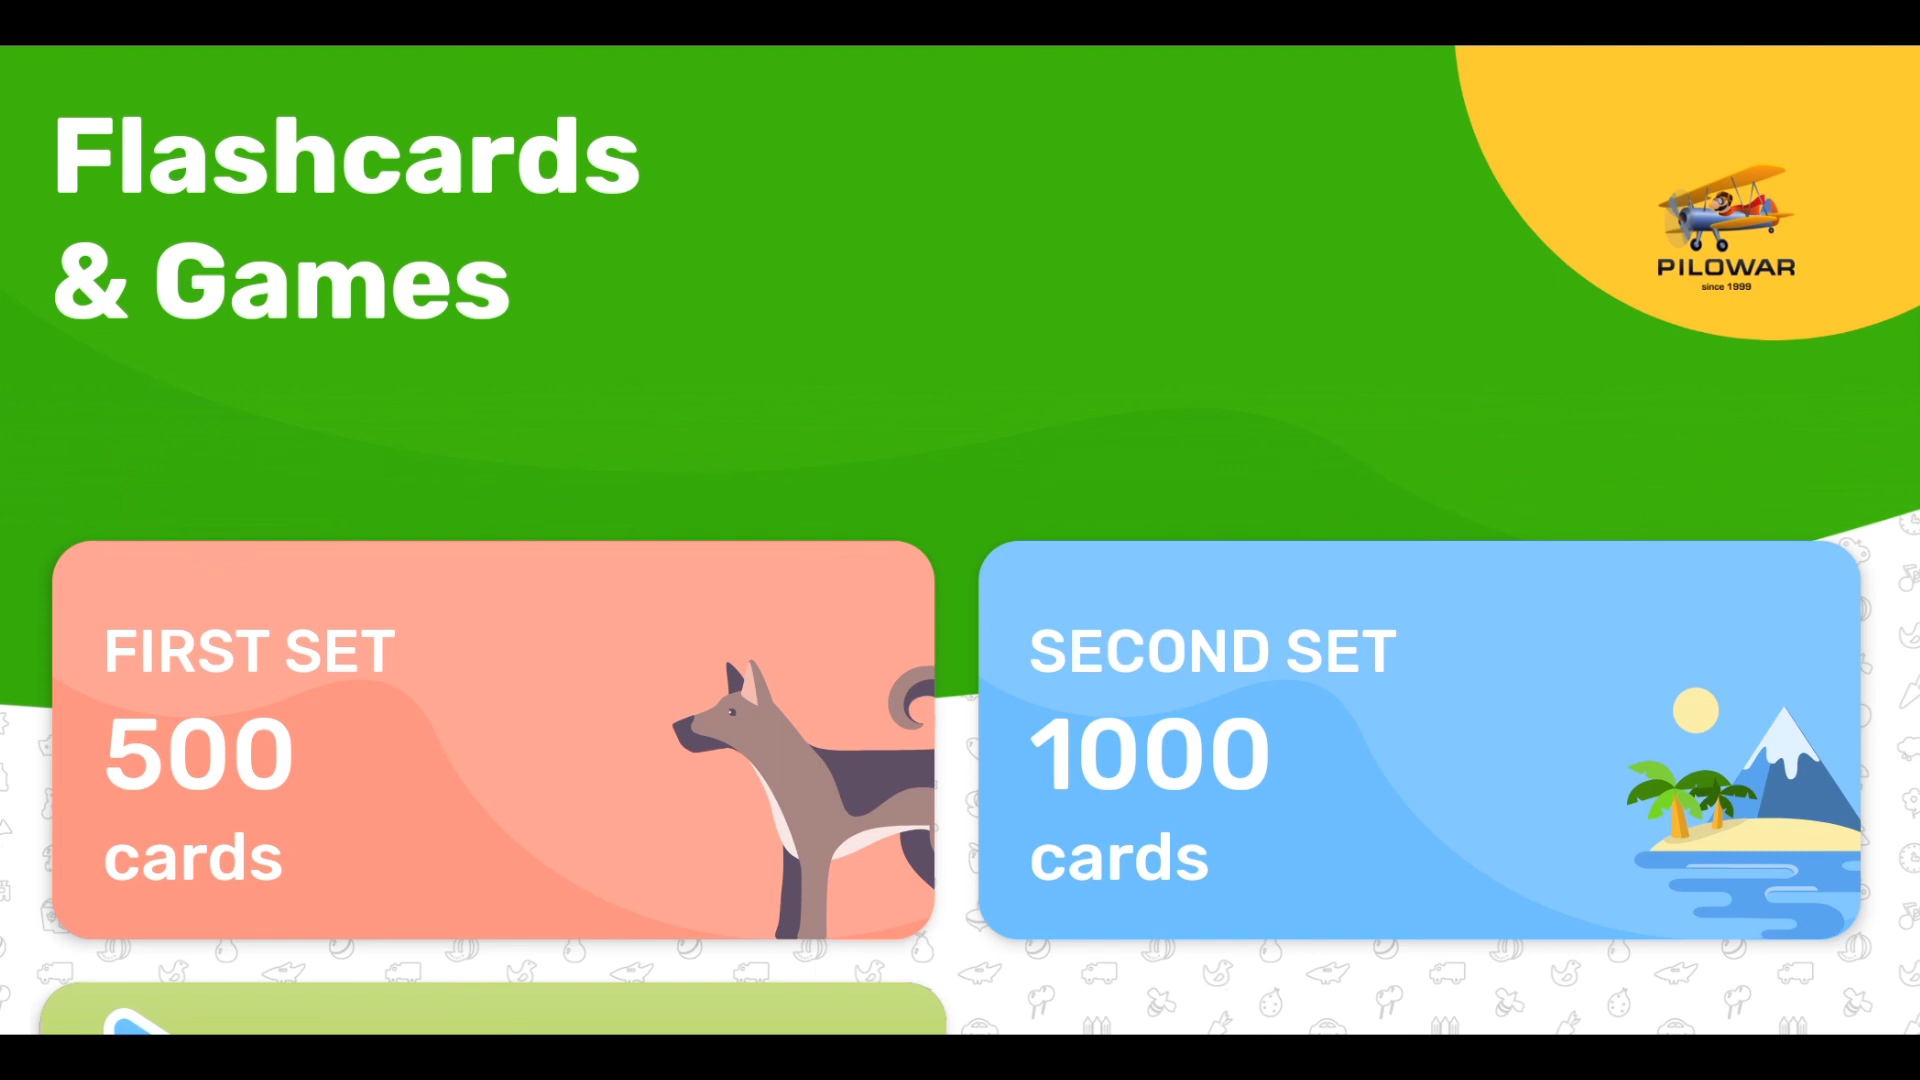 Flashcards
& Games
PILOWAR
since 1999
FIRST SET
500
cards
SECOND SET
1000
cards